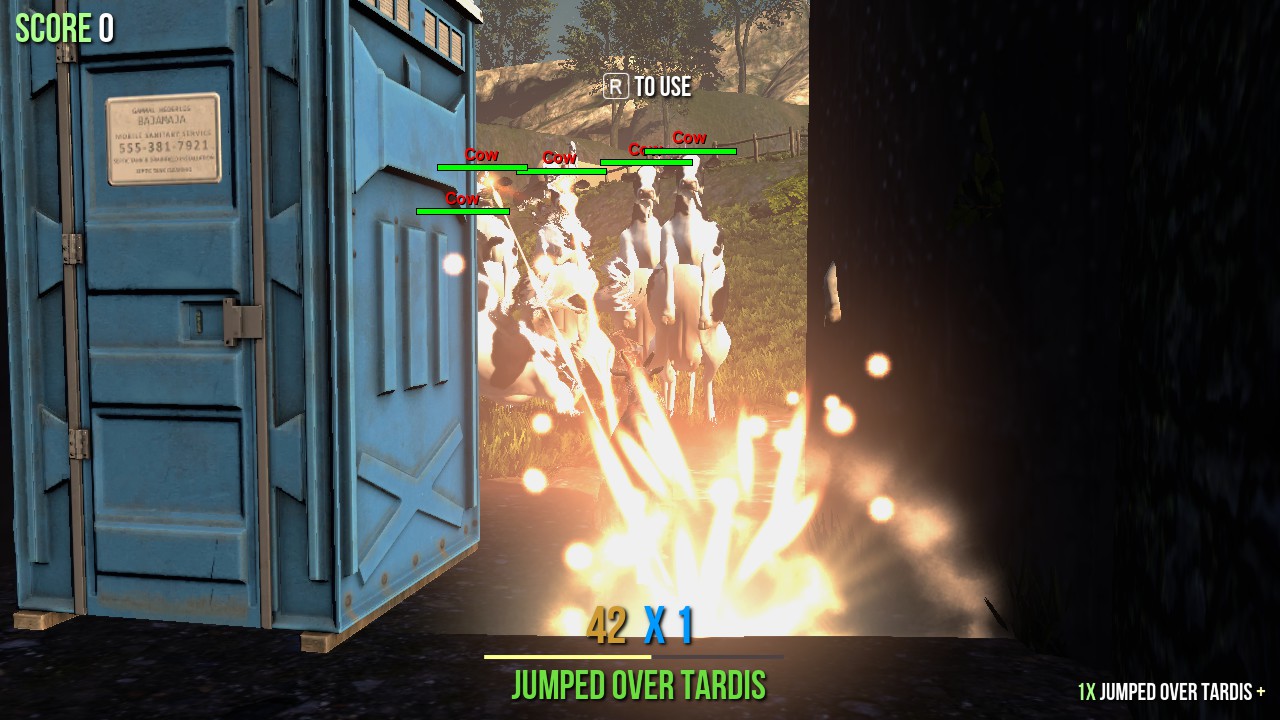 SCORE 0
R TO USE
Cow
Cow
Cow
Cow
Cow
BAJAMAJA
MOBILE SANITARY SERVICE
555-381-7921
42 X 1
JUMPED OVER TARDIS
1X JUMPED OVER TARDIS +